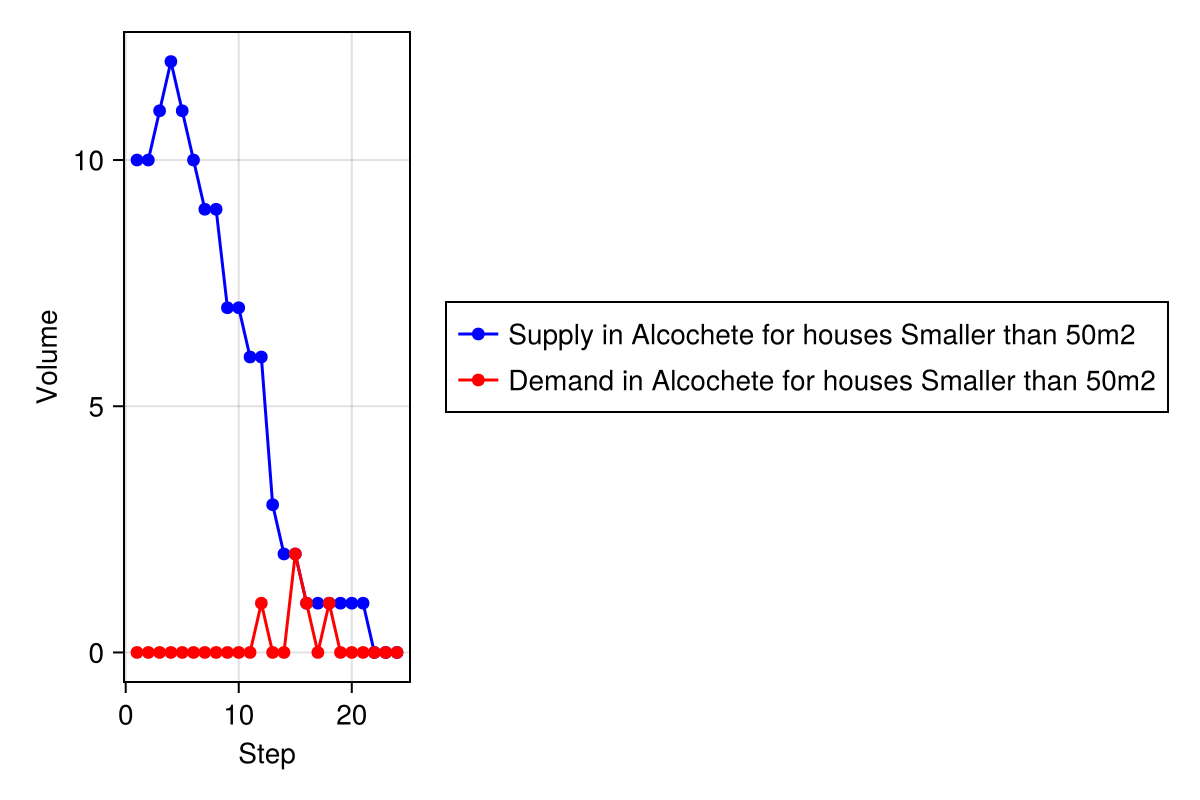 Volume
10
5
0
0 10 20
Step
Supply in Alcochete for houses Smaller than 50m2
Demand in Alcochete for houses Smaller than 50m2